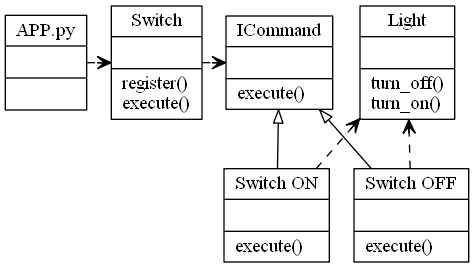 APP.py
Switch
register()
execute()
ICommand
execute()
Light
turn_off()
turn_on()
Switch ON
execute()
Switch OFF
execute()